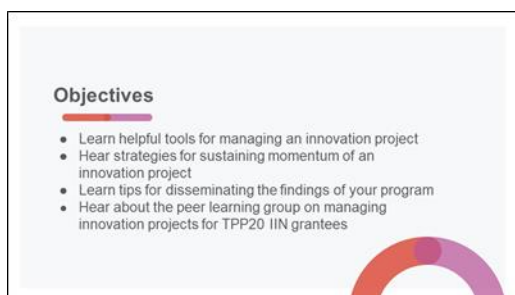 Objectives
● Learn helpful tools for managing an innovation project
● Hear strategies for sustaining momentum of an
innovation project
● Learn tips for disseminating the findings of your program
● Hear about the peer learning group on managing
innovation projects for TPP20 IIN grantees